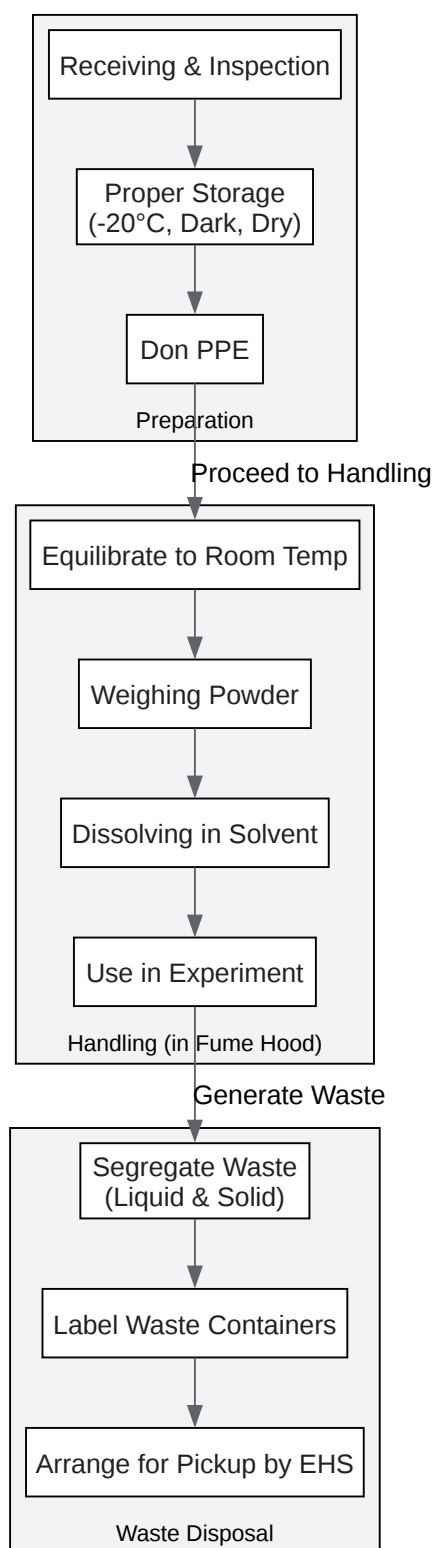 Receiving & Inspection
Proper Storage
(-20°C, Dark, Dry)
Don PPE
Preparation
Proceed to Handling
Equilibrate to Room Temp
Weighing Powder
Dissolving in Solvent
Use in Experiment
Handling (in Fume Hood)
Generate Waste
Segregate Waste
(Liquid & Solid)
Label Waste Containers
Arrange for Pickup by EHS
Waste Disposal